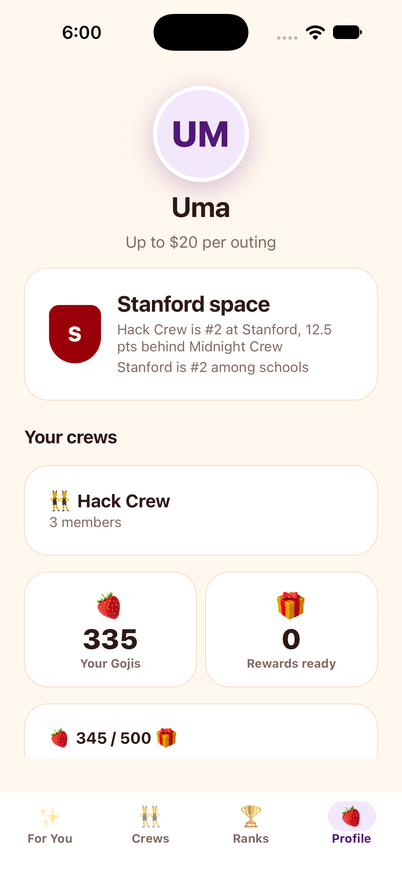 6:00
UM
Uma
Up to $20 per outing
S
Stanford space
Hack Crew is #2 at Stanford, 12.5
pts behind Midnight Crew
Stanford is #2 among schools
Your crews
👯 Hack Crew
3 members
🍓
335
Your Gojis
🎁
0
Rewards ready
🍓 345 / 500 🎁
For You
Crews
Ranks
Profile